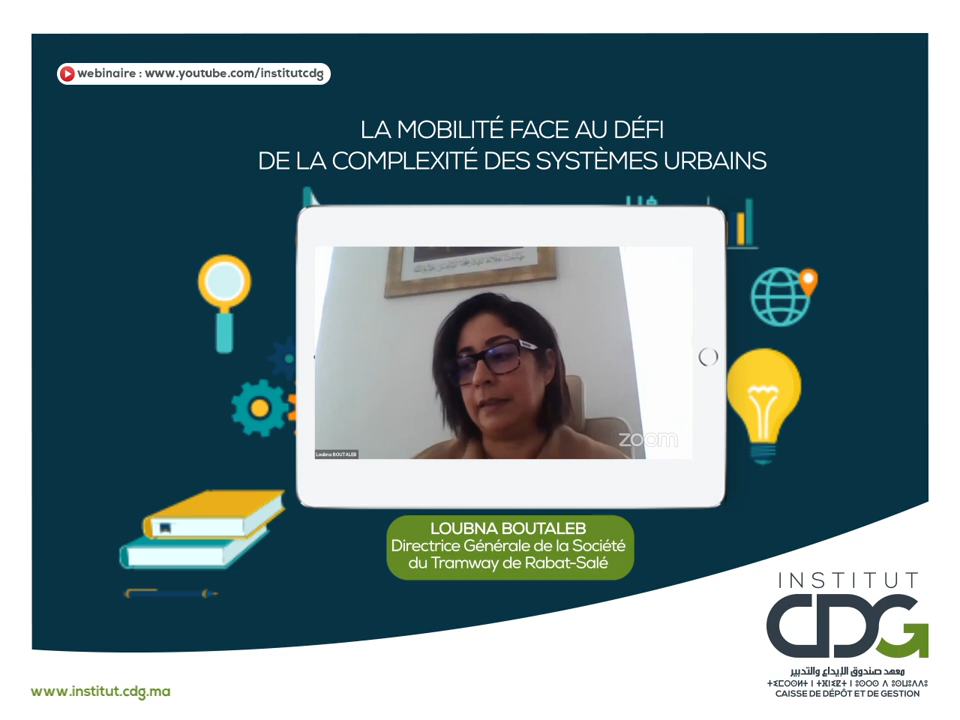 webinaire : www.youtube.com/institutcdg
LA MOBILITÉ FACE AU DÉFI
DE LA COMPLEXITÉ DES SYSTÈMES URBAINS
zoom
Loubna BOUTALEB
LOUBNA BOUTALEB
Directrice Générale de la Société
du Tramway de Rabat-Salé
INSTITUT
CDG
معهد صندوق الإيداع والتدبير
CAISSE DE DÉPÔT ET DE GESTION
www.institut.cdg.ma